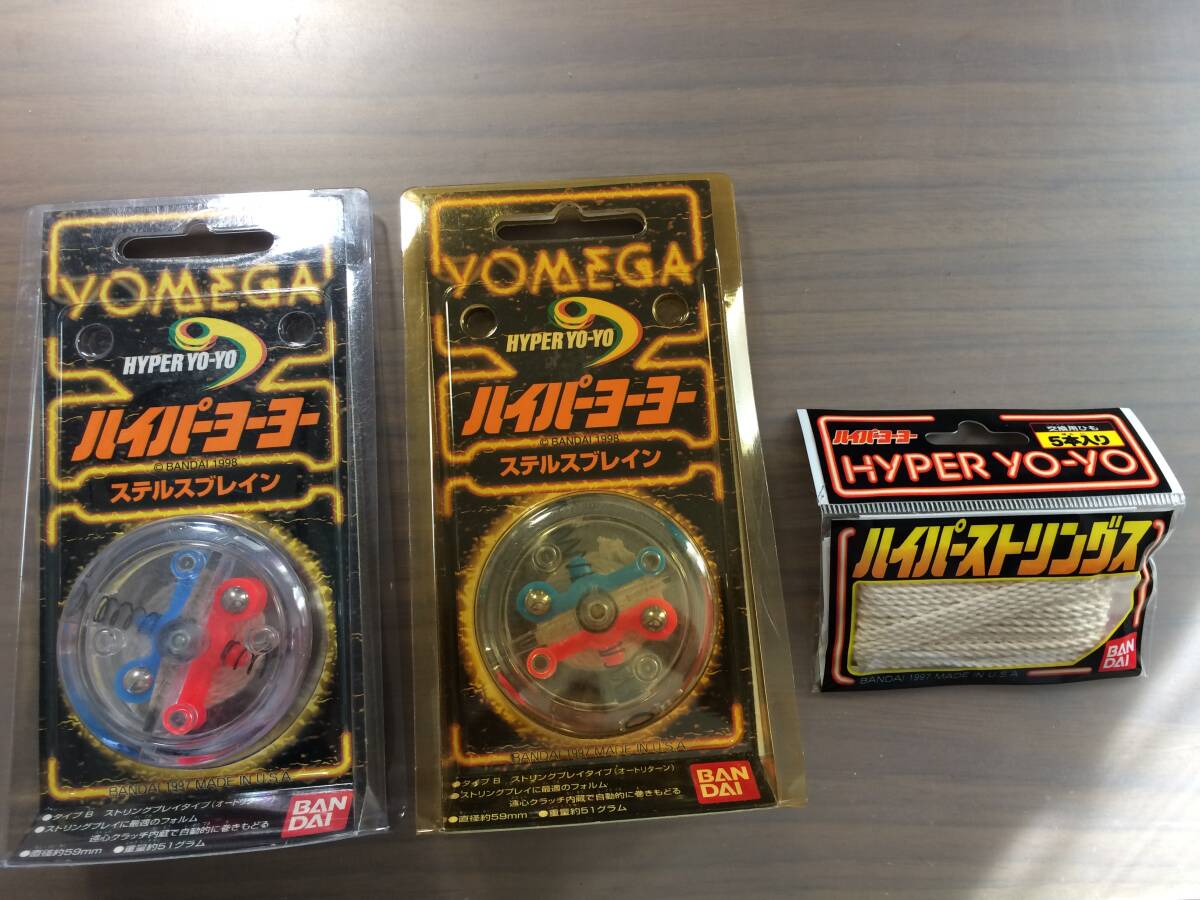 YOMEGA
HYPER YO-YO
ハイパーヨーヨー
© BANDAI 1998
ステルスブレイン
BANDAI 1997 MADE IN U.S.A.
●タイプB ストリングプレイタイプ(オートリ
●ストリングプレイに最適のフォルム
遠心クラッチ内蔵で自動的に巻きもどる
●直径約59mm ●重量約51グラム
BAN
DAI
YOMEGA
HYPER YO-YO
ハイパーヨーヨー
© BANDAI 1998
ステルスブレイン
BANDAI 1997 MADE IN U.S.A.
●タイプB ストリングプレイタイプ(オートリターン)
●ストリングプレイに最適のフォルム
遠心クラッチ内蔵で自動的に巻きもどる
●直径約59mm ●重量約51グラム
BAN
DAI
ハイパーヨーヨー
交換用ひも
5本入り
HYPER YO-YO
ハイパーストリングス
BANDAI 1997 MADE IN U.S.A
BAN
DAI